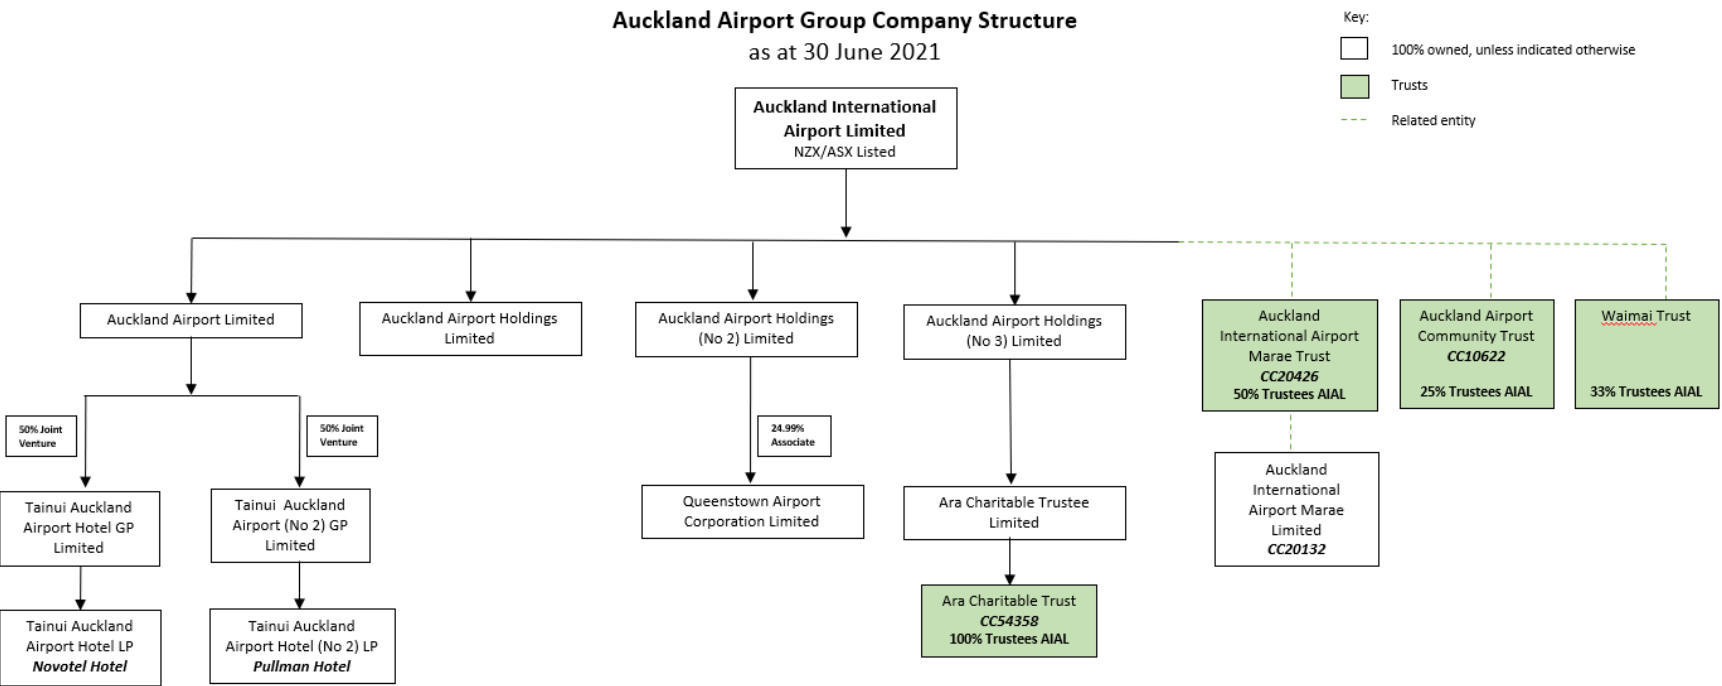 Auckland Airport Group Company Structure
as at 30 June 2021
Key:
100% owned, unless indicated otherwise
Trusts
Related entity
Auckland International
Airport Limited
NZX/ASX Listed
Auckland Airport Limited
Auckland Airport Holdings
Limited
Auckland Airport Holdings
(No 2) Limited
Auckland Airport Holdings
(No 3) Limited
Auckland
International Airport
Marae Trust
CC20426
50% Trustees AIAL
Auckland Airport
Community Trust
CC10622
25% Trustees AIAL
Waimai Trust
33% Trustees AIAL
50% Joint
Venture
50% Joint
Venture
24.99%
Associate
Tainui Auckland
Airport Hotel GP
Limited
Tainui Auckland
Airport (No 2) GP
Limited
Queenstown Airport
Corporation Limited
Ara Charitable Trustee
Limited
Auckland
International
Airport Marae
Limited
CC20132
Tainui Auckland
Airport Hotel LP
Novotel Hotel
Tainui Auckland
Airport Hotel (No 2) LP
Pullman Hotel
Ara Charitable Trust
CC54358
100% Trustees AIAL